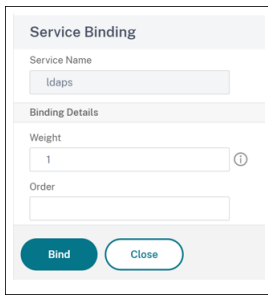 Service Binding
Service Name
ldaps
Binding Details
Weight
1
Order
Bind Close